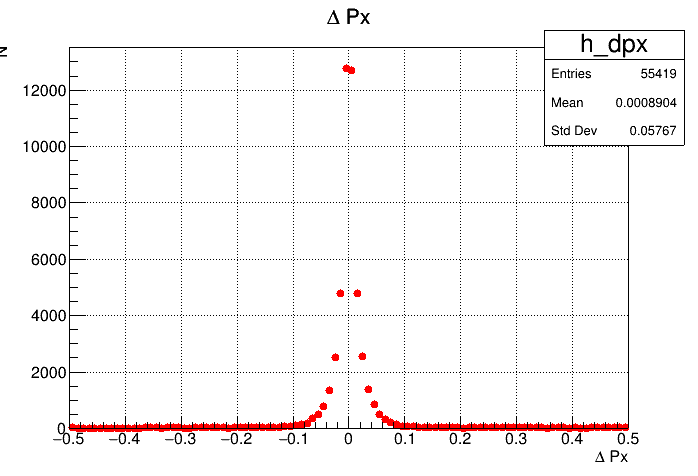 Δ Px
N
h_dpx
Entries 55419
Mean 0.0008904
Std Dev 0.05767
12000
10000
8000
6000
4000
2000
0
−0.5 −0.4 −0.3 −0.2 −0.1 0 0.1 0.2 0.3 0.4 0.5
Δ Px